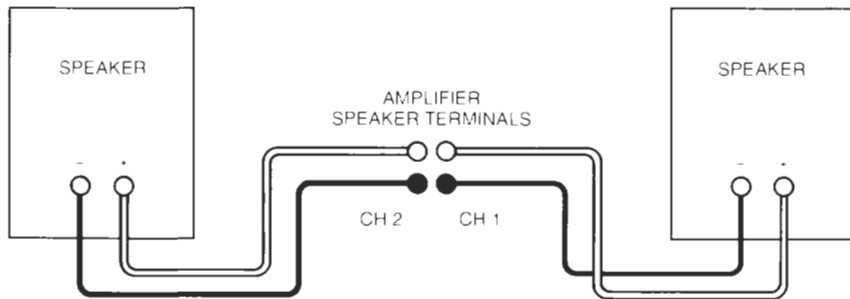 SPEAKER
SPEAKER
AMPLIFIER
SPEAKER TERMINALS
- +
- +
CH 2 CH 1